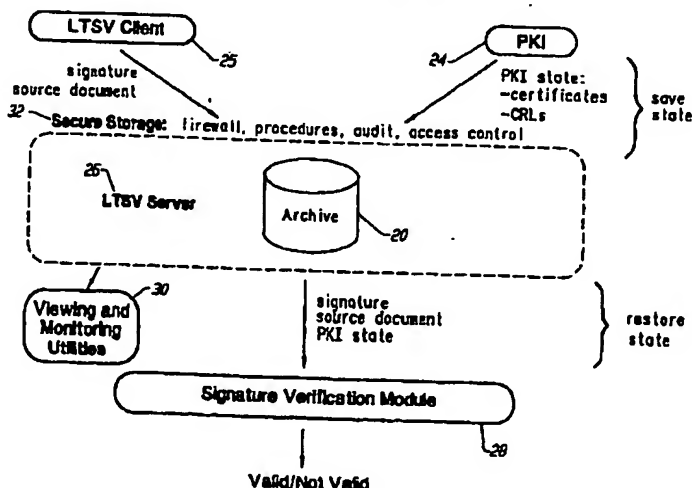 LTSV Client
25
signature
source document
PKI
24
PKI state:
-certificates
-CRLs
save
state
32 Secure Storage: firewall, procedures, audit, access control
26
LTSV Server
Archive
20
30
Viewing and
Monitoring
Utilities
signature
source document
PKI state
restore
state
Signature Verification Module
28
Valid/Not Valid